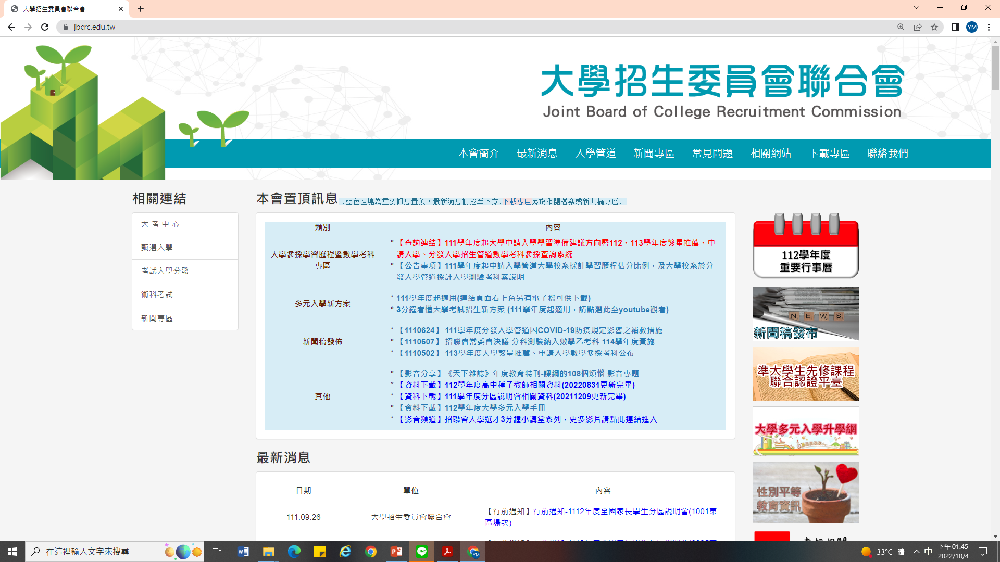 大學招生委員會聯合會
jbcrc.edu.tw
YM
大學招生委員會聯合會
Joint Board of College Recruitment Commission
本會簡介 最新消息 入學管道 新聞專區 常見問題 相關網站 下載專區 聯絡我們
相關連結
大 考 中 心
甄選入學
考試入學分發
術科考試
新聞專區
本會置頂訊息（藍色區塊為重要訊息置頂，最新消息請拉至下方;下載專區另設相關檔案或新聞稿專區）
類別 內容
大學參採學習歷程暨數學考科
專區
* 【查詢連結】111學年度起大學申請入學學習準備建議方向暨112、113學年度繁星推薦、申
請入學、分發入學招生管道數學考科參採查詢系統
* 【公告事項】111學年度起申請入學管道大學校系採計學習歷程佔分比例，及大學校系於分
發入學管道採計入學測驗考科案說明
多元入學新方案
* 111學年度起適用(連結頁面右上角另有電子檔可供下載)
* 3分鐘看懂大學考試招生新方案 (111學年度起適用，請點選此至youtube觀看)
新聞稿發佈
* 【1110624】 111學年度分發入學管道因COVID-19防疫規定影響之補救措施
* 【1110607】 招聯會常委會決議 分科測驗納入數學乙考科 114學年度實施
* 【1110502】 113學年度大學繁星推薦、申請入學數學參採考科公布
其他
* 【影音分享】《天下雜誌》年度教育特刊-課綱的108個煩惱 影音專題
* 【資料下載】112學年度高中種子教師相關資料(20220831更新完畢)
* 【資料下載】111學年度分區說明會相關資料(20211209更新完畢)
* 【資料下載】112學年度大學多元入學手冊
* 【影音頻道】招聯會大學選才3分鐘小講堂系列，更多影片請點此連結進入
最新消息
日期 單位 內容
111.09.26 大學招生委員會聯合會 【行前通知】行前通知-1112年度全國家長學生分區說明會(1001東
區場次)
112學年度
重要行事曆
NEWS
新聞稿發布
準大學生先修課程
聯合認證平臺
大學多元入學升學網
性別平等
教育資訊
在這裡輸入文字來搜尋
LINE
YM
33°C 晴
中
下午 01:45
2022/10/4